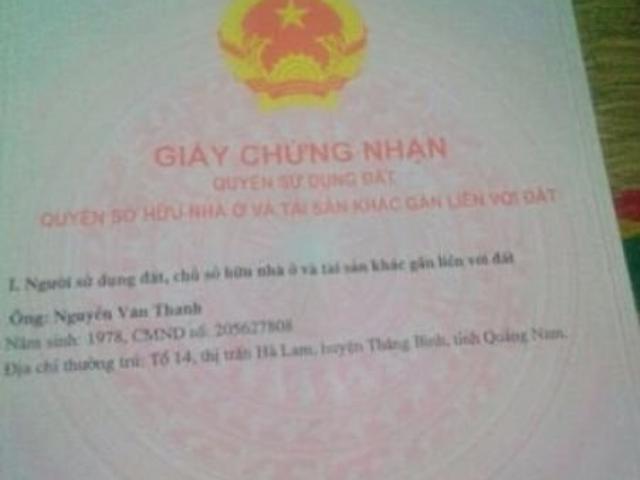 GIẤY CHỨNG NHẬN
QUYỀN SỬ DỤNG ĐẤT
QUYỀN SỞ HỮU NHÀ Ở VÀ TÀI SẢN KHÁC GẮN LIỀN VỚI ĐẤT
I. Người sử dụng đất, chủ sở hữu nhà ở và tài sản khác gắn liền với đất
Ông: Nguyễn Văn Thanh
Năm sinh: 1978, CMND số: 205627808
Địa chỉ thường trú: Tổ 14, thị trấn Hà Lam, huyện Thăng Bình, tỉnh Quảng Nam.